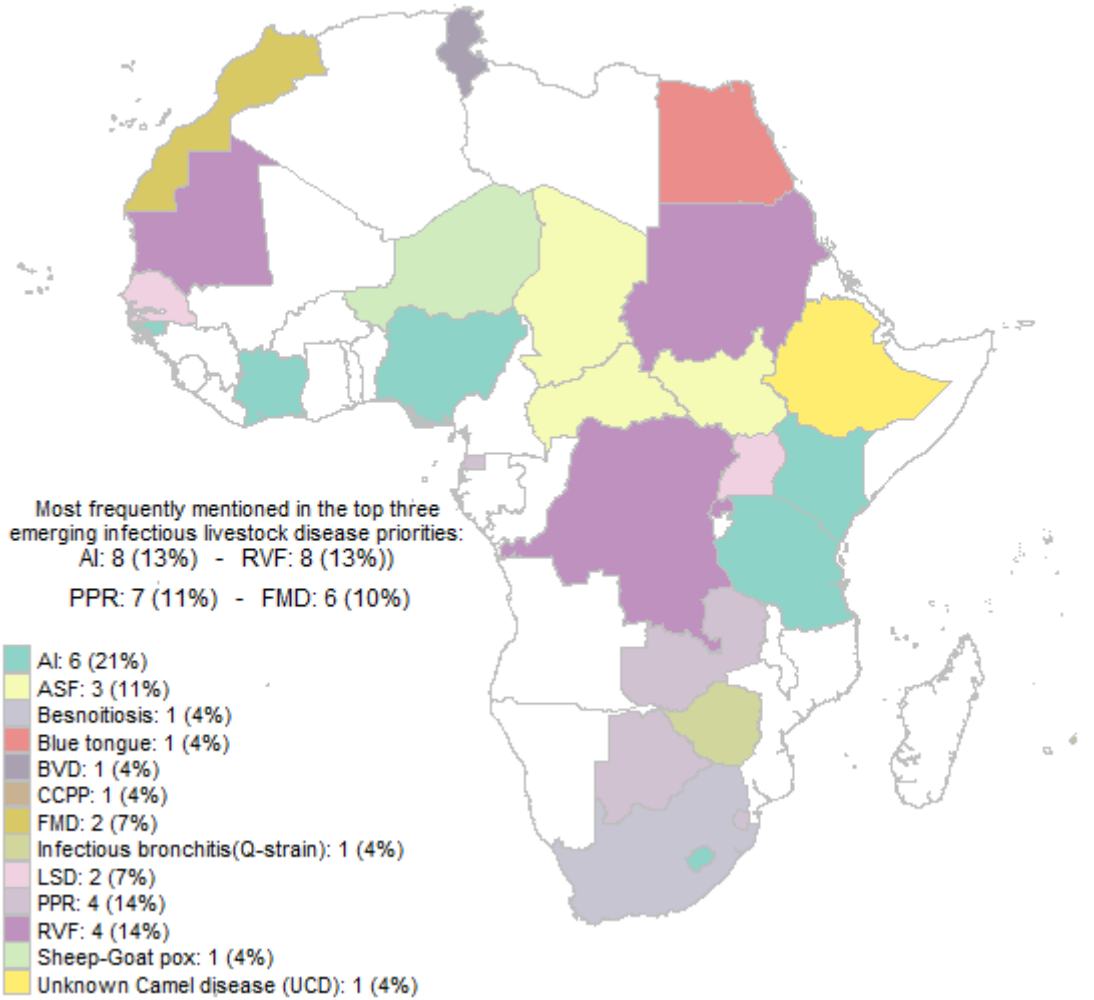 Most frequently mentioned in the top three
emerging infectious livestock disease priorities:
AI: 8 (13%) - RVF: 8 (13%))
PPR: 7 (11%) - FMD: 6 (10%)
AI: 6 (21%)
ASF: 3 (11%)
Besnoitiosis: 1 (4%)
Blue tongue: 1 (4%)
BVD: 1 (4%)
CCPP: 1 (4%)
FMD: 2 (7%)
Infectious bronchitis(Q-strain): 1 (4%)
LSD: 2 (7%)
PPR: 4 (14%)
RVF: 4 (14%)
Sheep-Goat pox: 1 (4%)
Unknown Camel disease (UCD): 1 (4%)